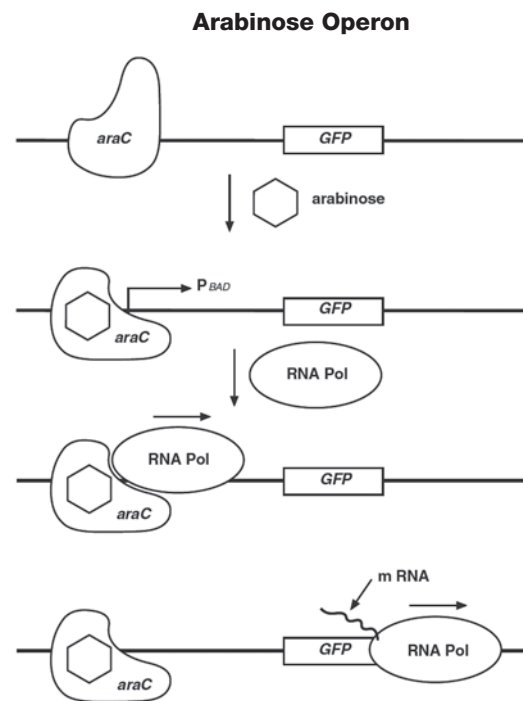 Arabinose Operon
araC
GFP
arabinose
P BAD
araC
GFP
RNA Pol
RNA Pol
araC
GFP
m RNA
araC
GFP
RNA Pol